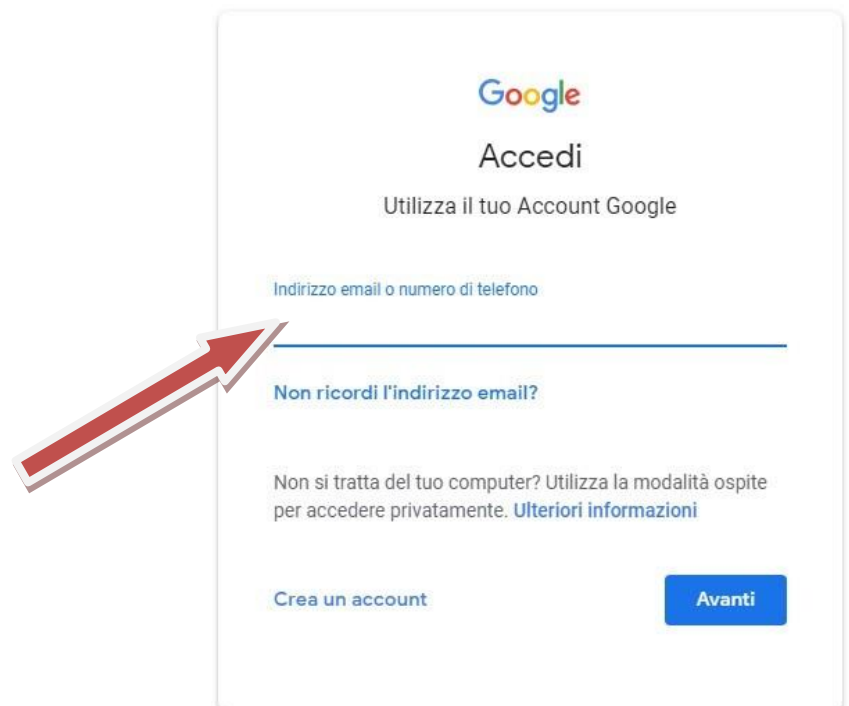 Google
Accedi
Utilizza il tuo Account Google
Indirizzo email o numero di telefono
Non ricordi l'indirizzo email?
Non si tratta del tuo computer? Utilizza la modalità ospite
per accedere privatamente. Ulteriori informazioni
Crea un account
Avanti